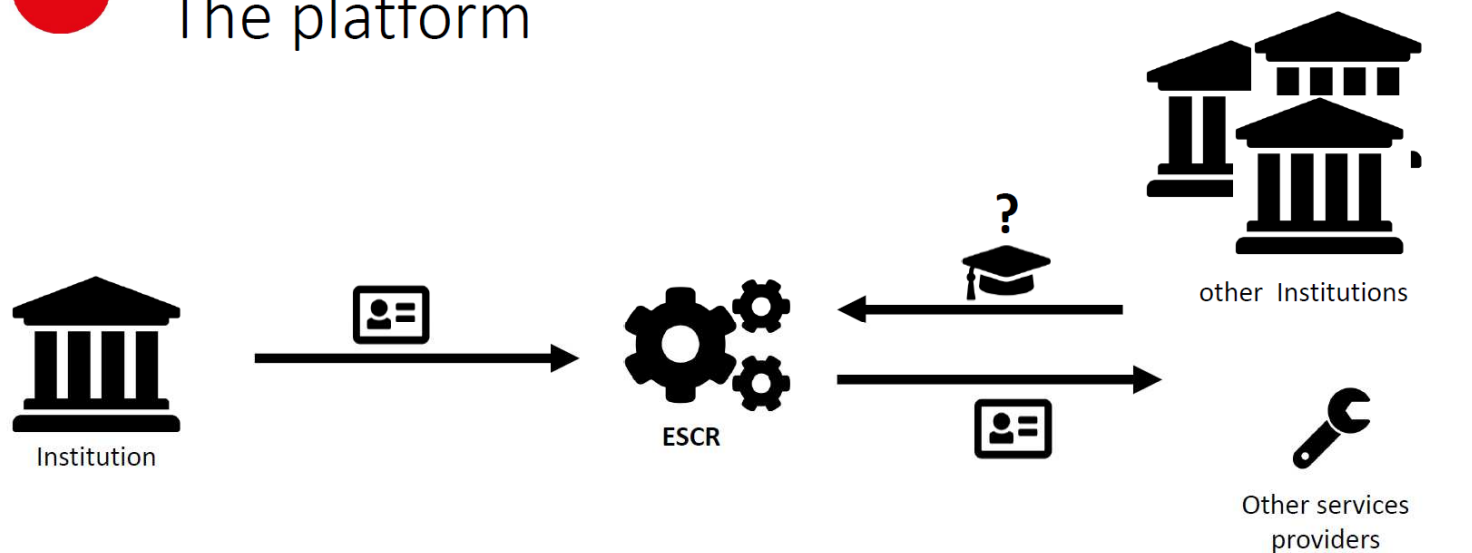 The platform
?
other Institutions
Institution
ESCR
Other services
providers